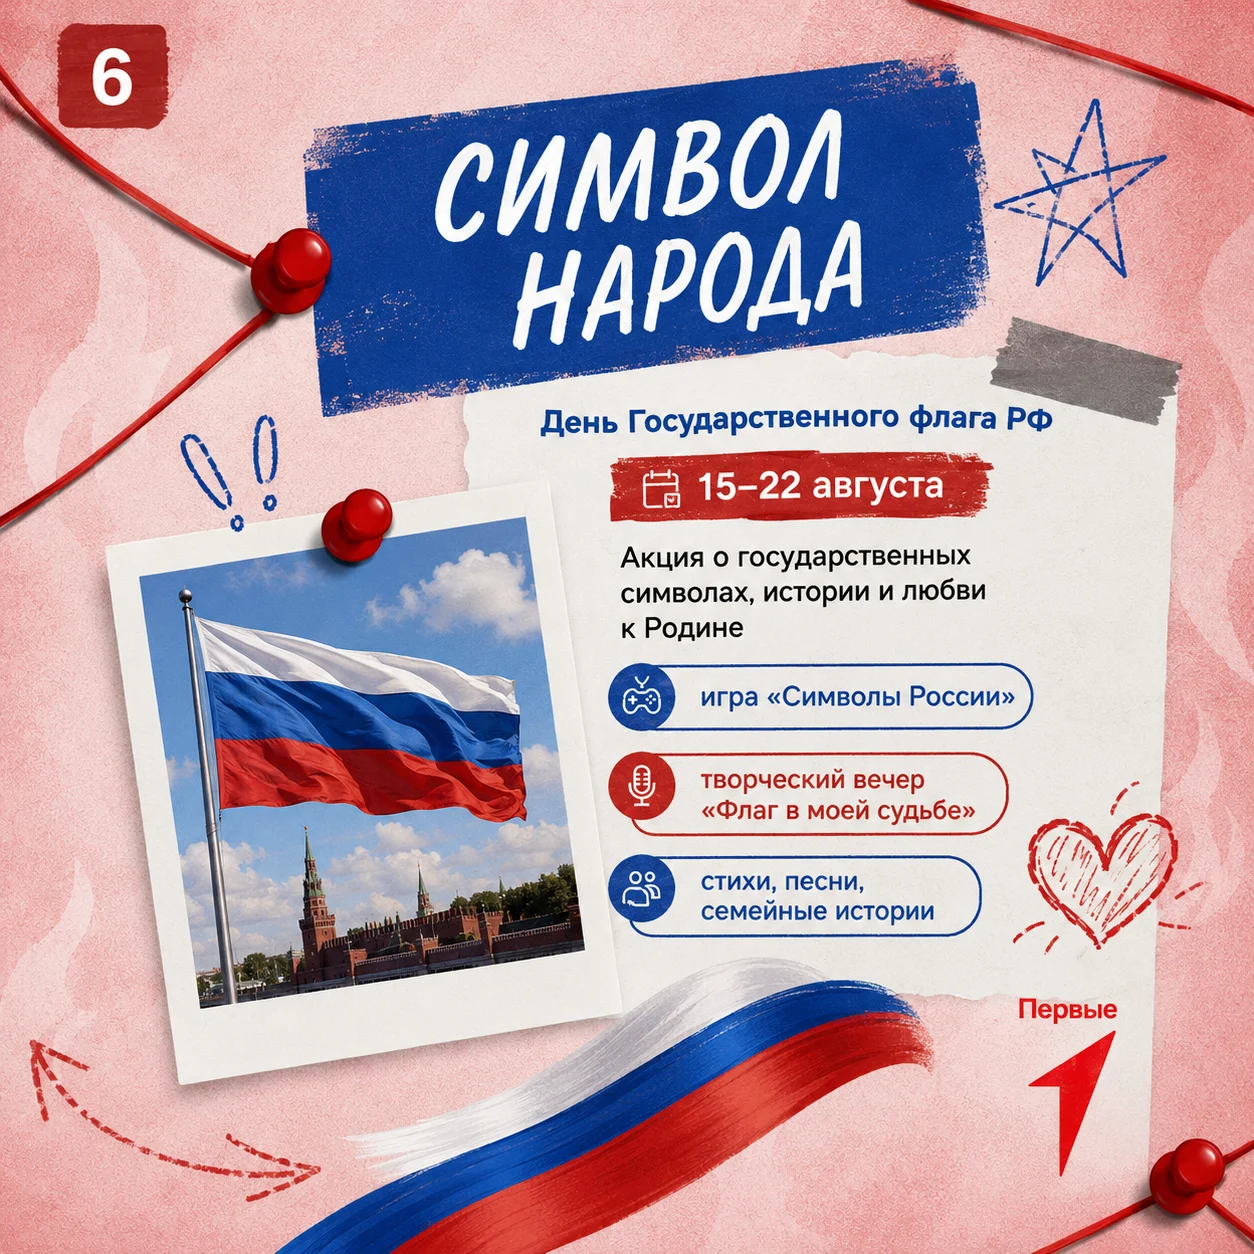 6
СИМВОЛ
НАРОДА
День Государственного флага РФ
15–22 августа
Акция о государственных
символах, истории и любви
к Родине
игра «Символы России»
творческий вечер
«Флаг в моей судьбе»
стихи, песни,
семейные истории
Первые